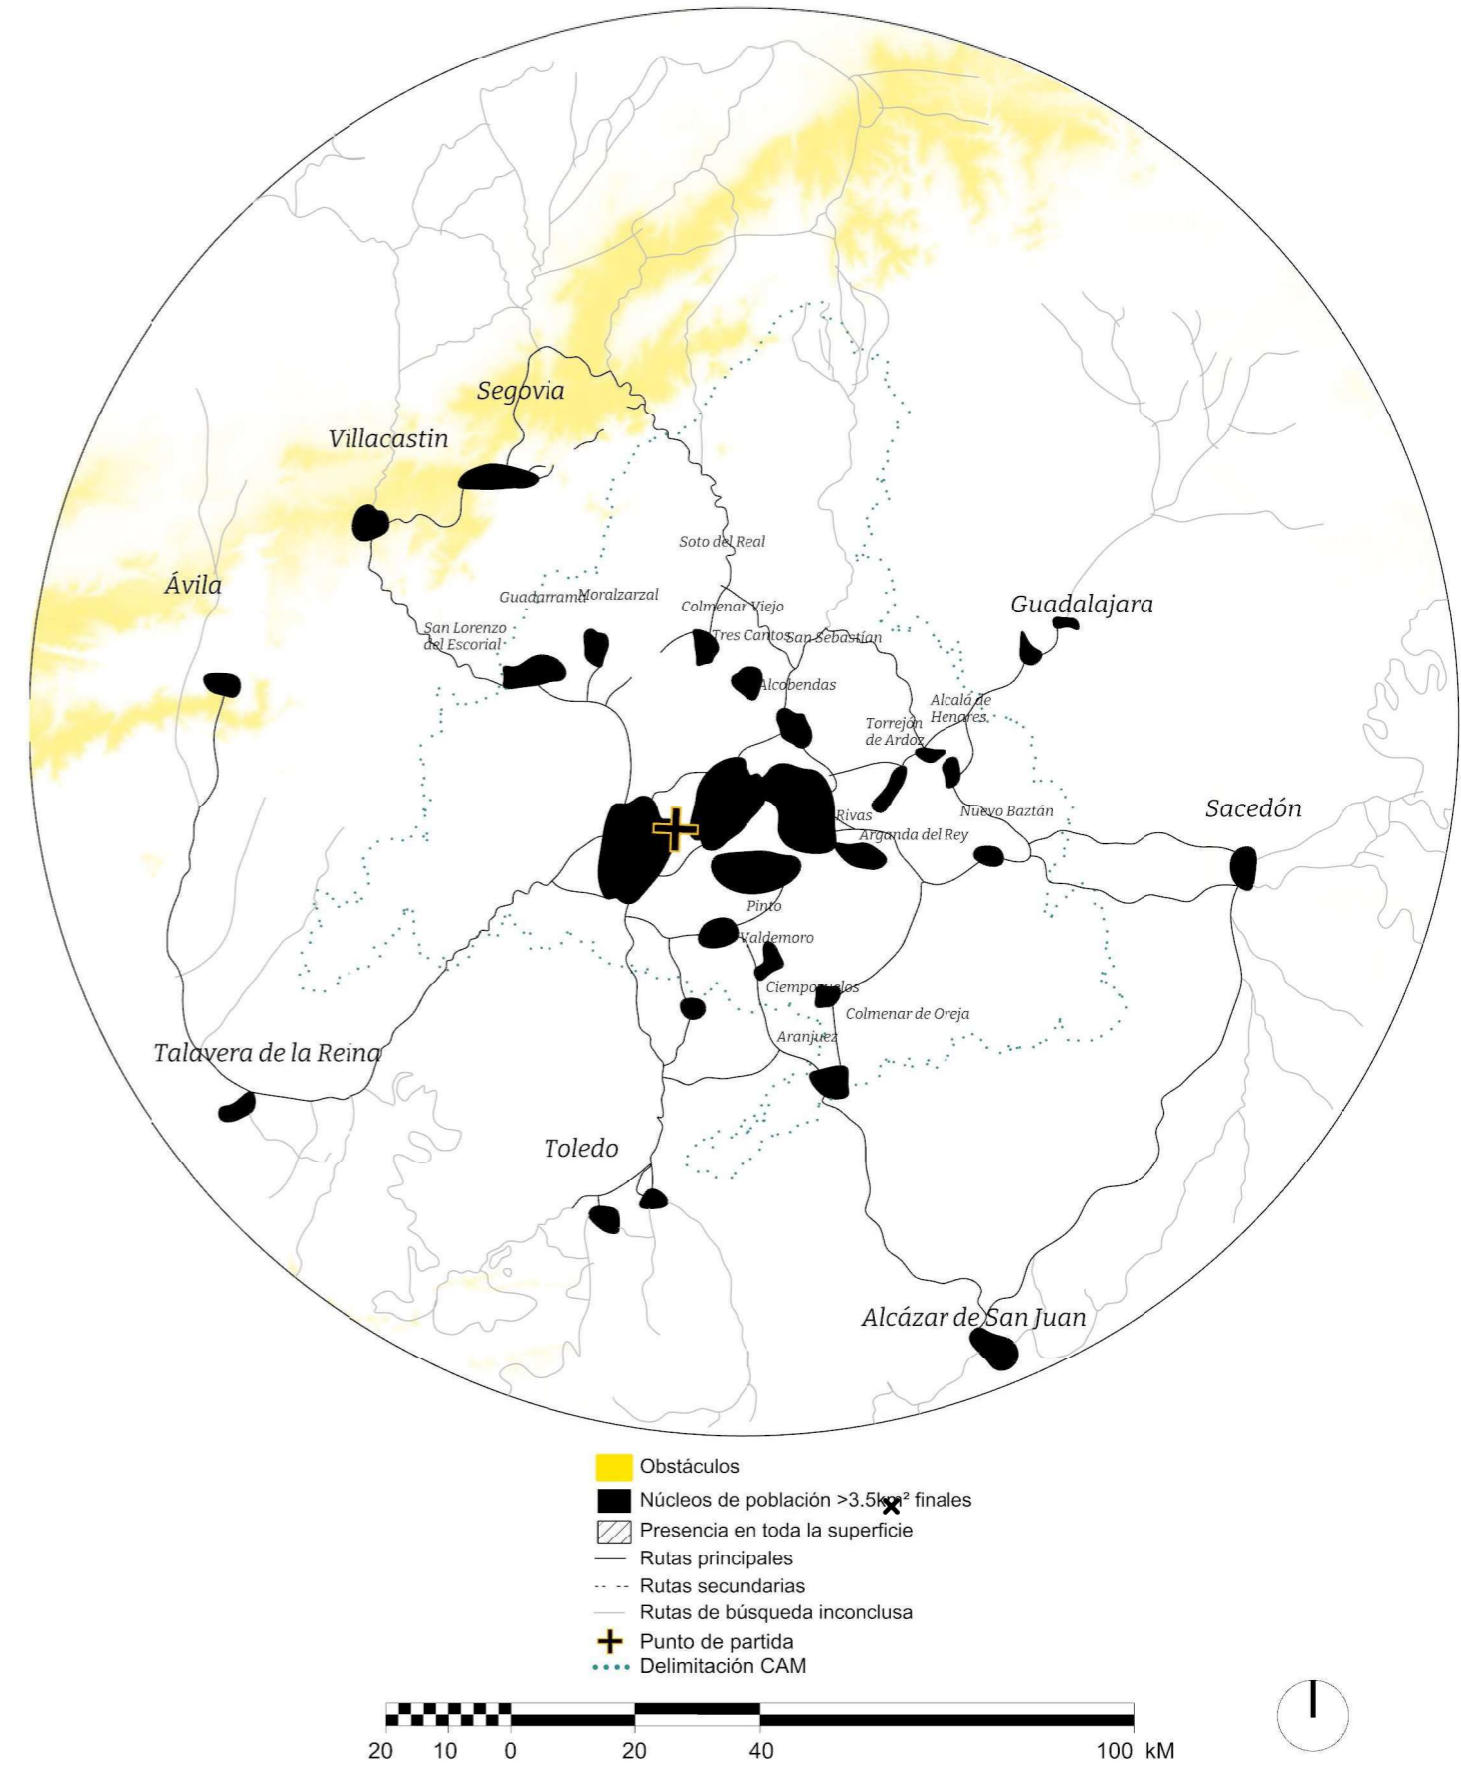 Segovia
Villacastin
Soto del Real
Ávila
Guadarrama
Moralzarzal
Guadalajara
Colmenar Viejo
San Lorenzo
del Escorial
Tres Cantos
San Sebastían
Alcobendas
Alcalá de
Henares
Torrejón
de Ardoz
Sacedón
Nuevo Baztán
Rivas
Arganda del Rey
Pinto
Valdemoro
Ciempozuelos
Colmenar de Oreja
Aranjuez
Talavera de la Reina
Toledo
Alcázar de San Juan
Obstáculos
Núcleos de población >3.5km² finales
Presencia en toda la superficie
Rutas principales
Rutas secundarias
Rutas de búsqueda inconclusa
Punto de partida
Delimitación CAM
20 10 0 20 40 100 kM